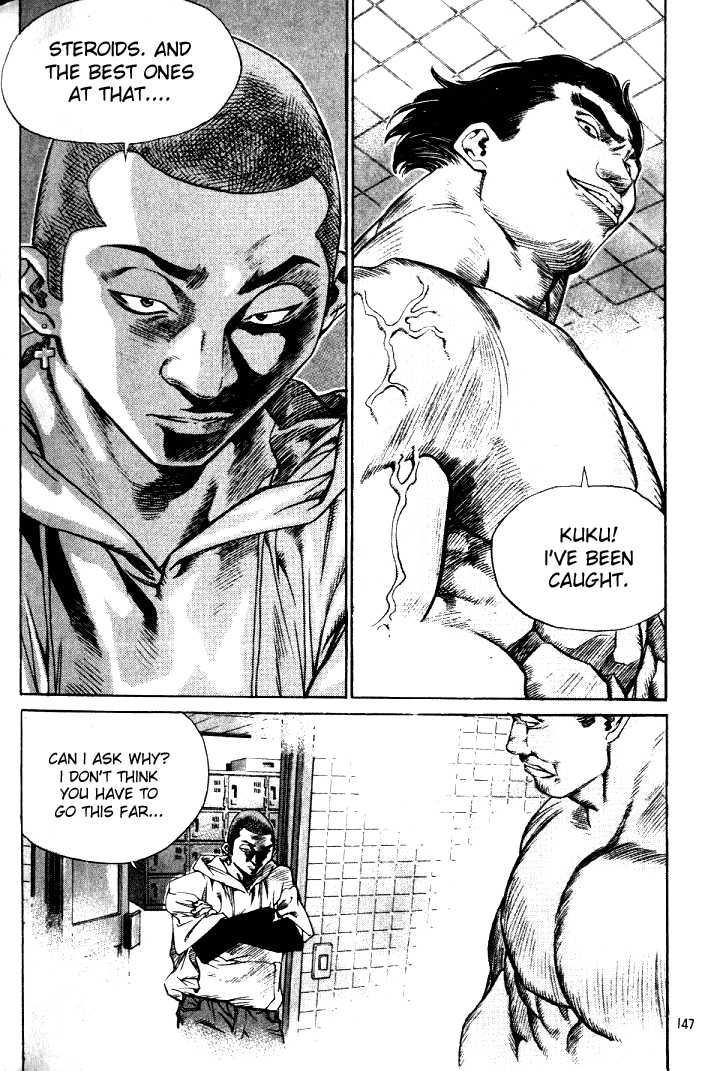 STEROIDS. AND
THE BEST ONES
AT THAT....
KUKU!
I'VE BEEN
CAUGHT.
CAN I ASK WHY?
I DON'T THINK
YOU HAVE TO
GO THIS FAR...
147